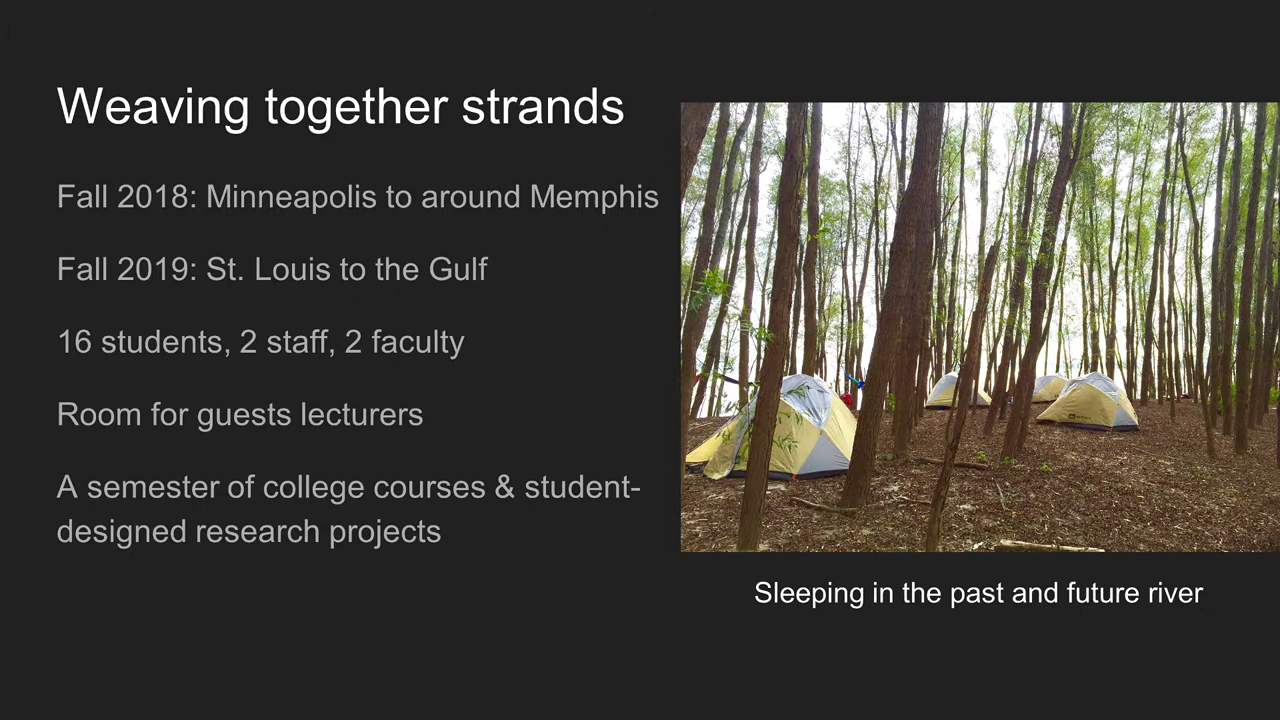 Weaving together strands
Fall 2018: Minneapolis to around Memphis
Fall 2019: St. Louis to the Gulf
16 students, 2 staff, 2 faculty
Room for guests lecturers
A semester of college courses & student-
designed research projects
Sleeping in the past and future river